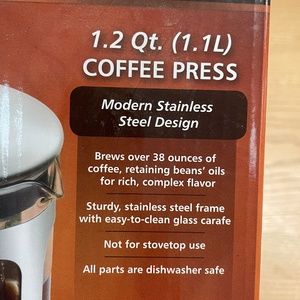 1.2 Qt. (1.1L)
COFFEE PRESS
Modern Stainless
Steel Design
Brews over 38 ounces of
coffee, retaining beans' oils
for rich, complex flavor
Sturdy, stainless steel frame
with easy-to-clean glass carafe
Not for stovetop use
All parts are dishwasher safe